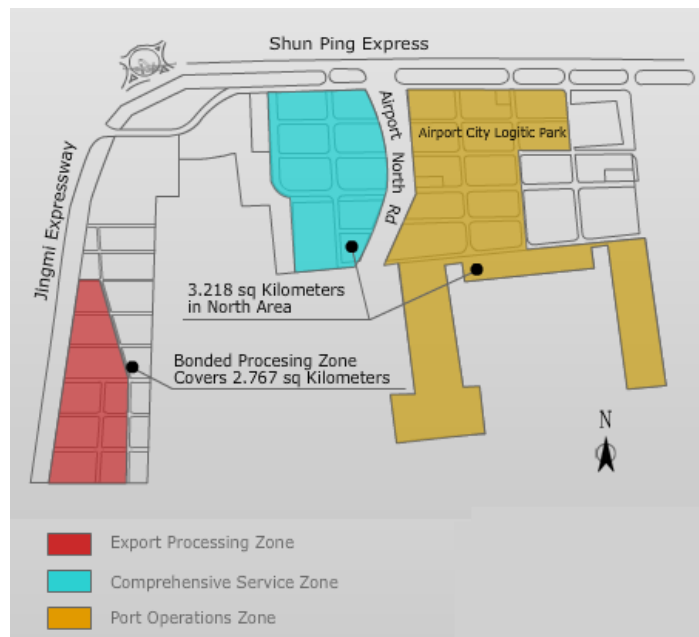 Shun Ping Express
Airport North Rd
Airport City Logitic Park
Jingmi Expressway
3.218 sq Kilometers
in North Area
Bonded Procesing Zone
Covers 2.767 sq Kilometers
N
Export Processing Zone
Comprehensive Service Zone
Port Operations Zone